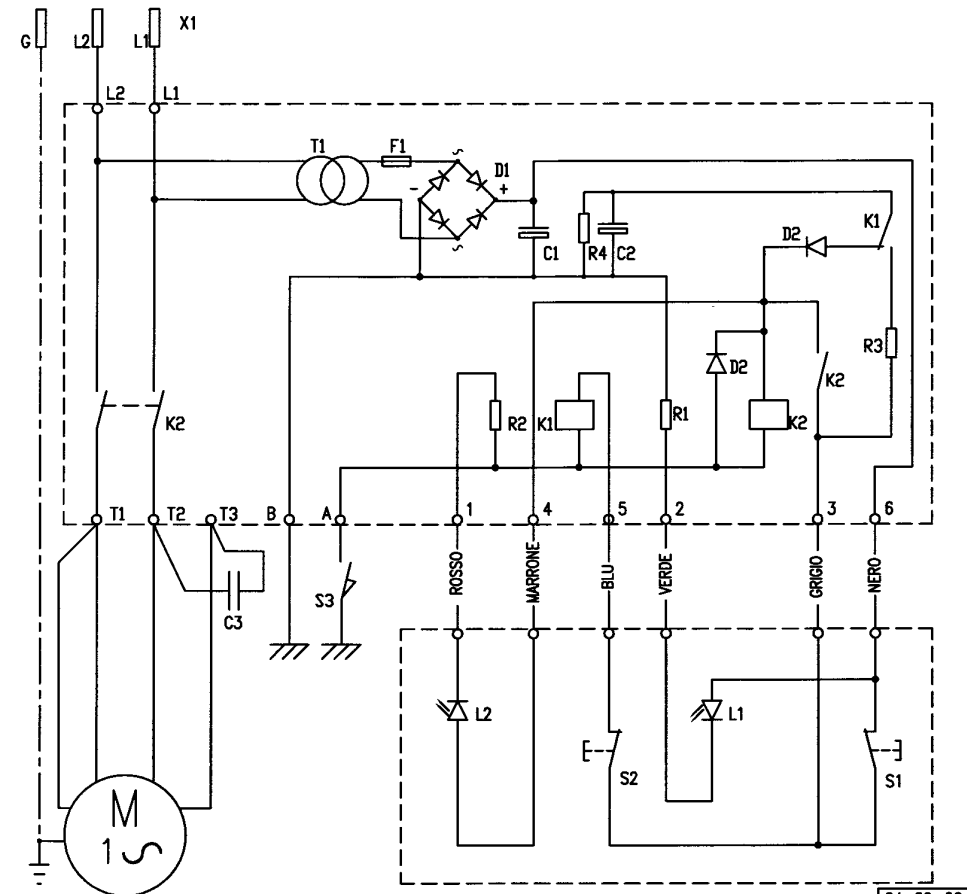 X1
G L2 L1
L2 L1
T1 F1 D1
- +
C1 R4 C2 D2 K1
R3
D2 K2
K2 R2 K1 R1 K2
T1 T2 T3 B A 1 4 5 2 3 6
ROSSO MARRONE BLU VERDE GRIGIO NERO
S3
C3
L2 L1
S2 S1
M
1